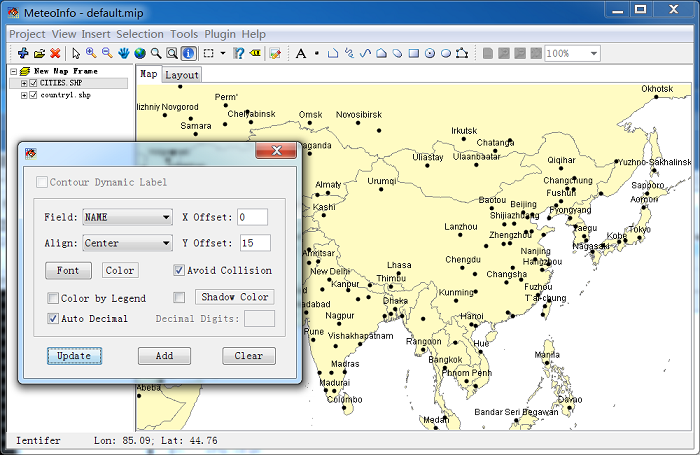 MeteoInfo - default.mip
Project View Insert Selection Tools Plugin Help
100%
New Map Frame
CITIES.SHP
country1.shp
Map Layout
Okhotsk
Perm'
Nizhniy Novgorod
Chelyabinsk
Omsk
Novosibirsk
Samara
Irkutsk
Chatanga
Ulaanbaatar
Uliastay
Qiqihar
Yuzhno-Sakhalinsk
Changchung
Fushun
Sapporo
Aomori
Almaty
Urumqi
Kashi
Baotou
Beijing
Pyongyang
Shijiazhuang
Lanzhou
Zhengzhou
Taegu
Nagasaki
Kobe
Tokyo
Amritsar
New Delhi
Lhasa
Chengdu
Nanjing
Hangzhou
Kanpur
Thimbu
Changsha
Kunming
Fuzhou
T'ai-chung
Dhaka
Nagpur
Hanoi
Pune
Vishakhapatnam
Rangoon
Hue
Bangkok
Manila
Madras
Phnom Penh
Madurai
Colombo
Davao
Medan
Bandar Seri Begawan
Abeba
Contour Dynamic Label
Field: NAME X Offset: 0
Align: Center Y Offset: 15
Font Color Avoid Collision
Color by Legend Shadow Color
Auto Decimal Decimal Digits:
Update Add Clear
Identifer Lon: 85.09; Lat: 44.76